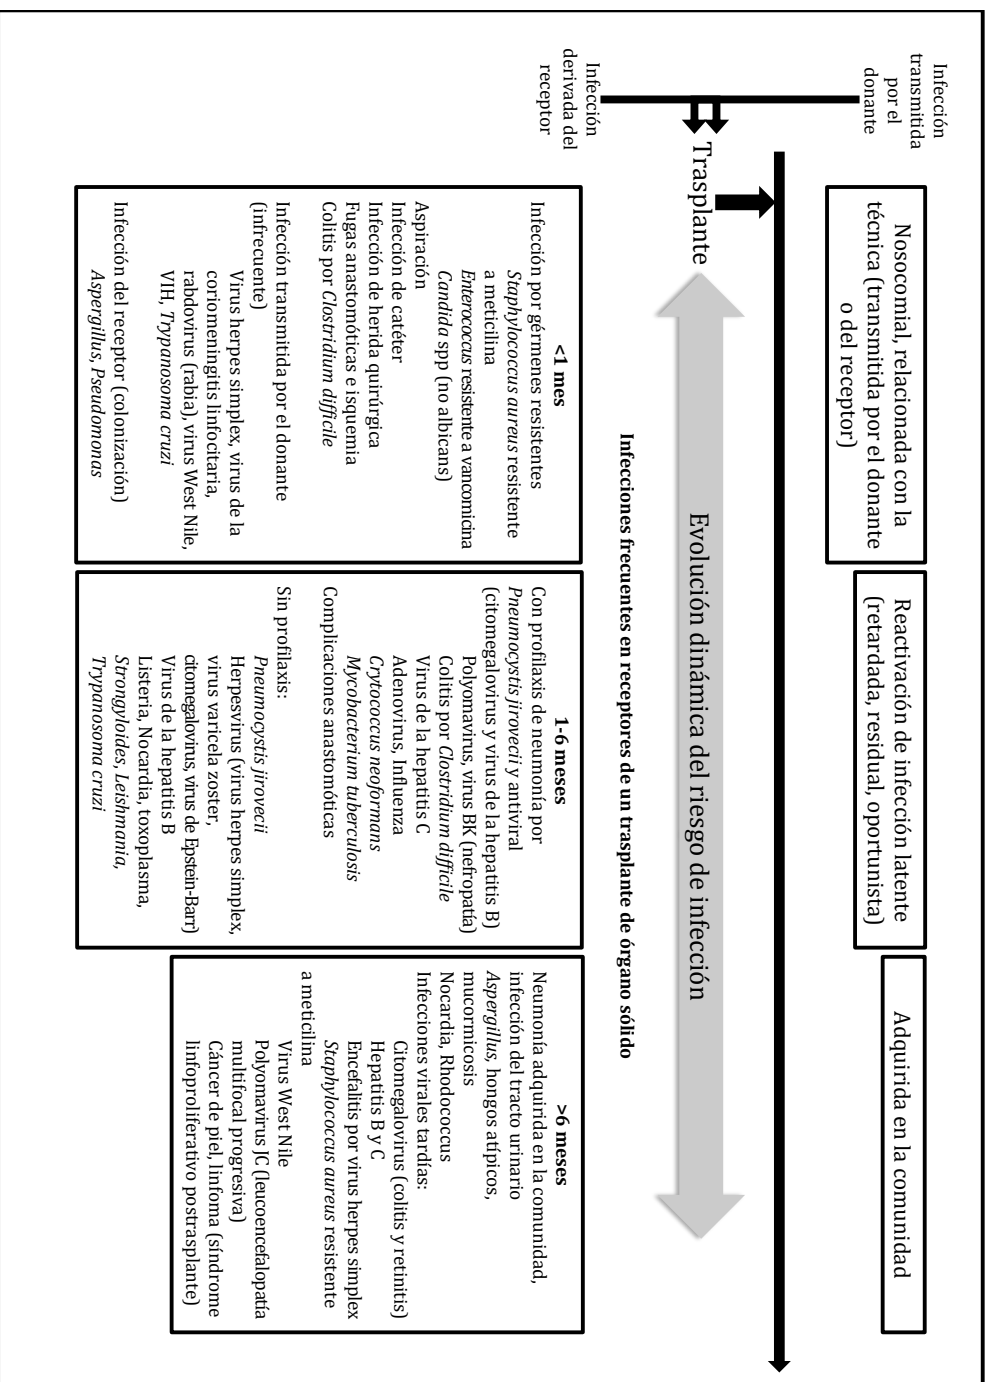 Infección
transmitida
por el
donante
Infección
derivada del
receptor
Trasplante
Nosocomial, relacionada con la
técnica (transmitida por el donante
o del receptor)
Reactivación de infección latente
(retardada, residual, oportunista)
Adquirida en la comunidad
Evolución dinámica del riesgo de infección
Infecciones frecuentes en receptores de un trasplante de órgano sólido
<1 mes
Infección por gérmenes resistentes
Staphylococcus aureus resistente
a meticilina
Enterococcus resistente a vancomicina
Candida spp (no albicans)
Aspiración
Infección de catéter
Infección de herida quirúrgica
Fugas anastomóticas e isquemia
Colitis por Clostridium difficile
Infección transmitida por el donante
(infrecuente)
Virus herpes simplex, virus de la
coriomeningitis linfocitaria,
rabdovirus (rabia), virus West Nile,
VIH, Trypanosoma cruzi
Infección del receptor (colonización)
Aspergillus, Pseudomonas
1-6 meses
Con profilaxis de neumonía por
Pneumocystis jirovecii y antiviral
(citomegalovirus y virus de la hepatitis B)
Polyomavirus, virus BK (nefropatía)
Colitis por Clostridium difficile
Virus de la hepatitis C
Adenovirus, Influenza
Crytococcus neoformans
Mycobacterium tuberculosis
Complicaciones anastomóticas
Sin profilaxis:
Pneumocystis jirovecii
Herpesvirus (virus herpes simplex,
virus varicela zoster,
citomegalovirus, virus de Epstein-Barr)
Virus de la hepatitis B
Listeria, Nocardia, toxoplasma,
Strongyloides, Leishmania,
Trypanosoma cruzi
>6 meses
Neumonía adquirida en la comunidad,
infección del tracto urinario
Aspergillus, hongos atípicos,
mucormicosis
Nocardia, Rhodococcus
Infecciones virales tardías:
Citomegalovirus (colitis y retinitis)
Hepatitis B y C
Encefalitis por virus herpes simplex
Staphylococcus aureus resistente
a meticilina
Virus West Nile
Polyomavirus JC (leucoencefalopatía
multifocal progresiva)
Cáncer de piel, linfoma (síndrome
linfoproliferativo postrasplante)